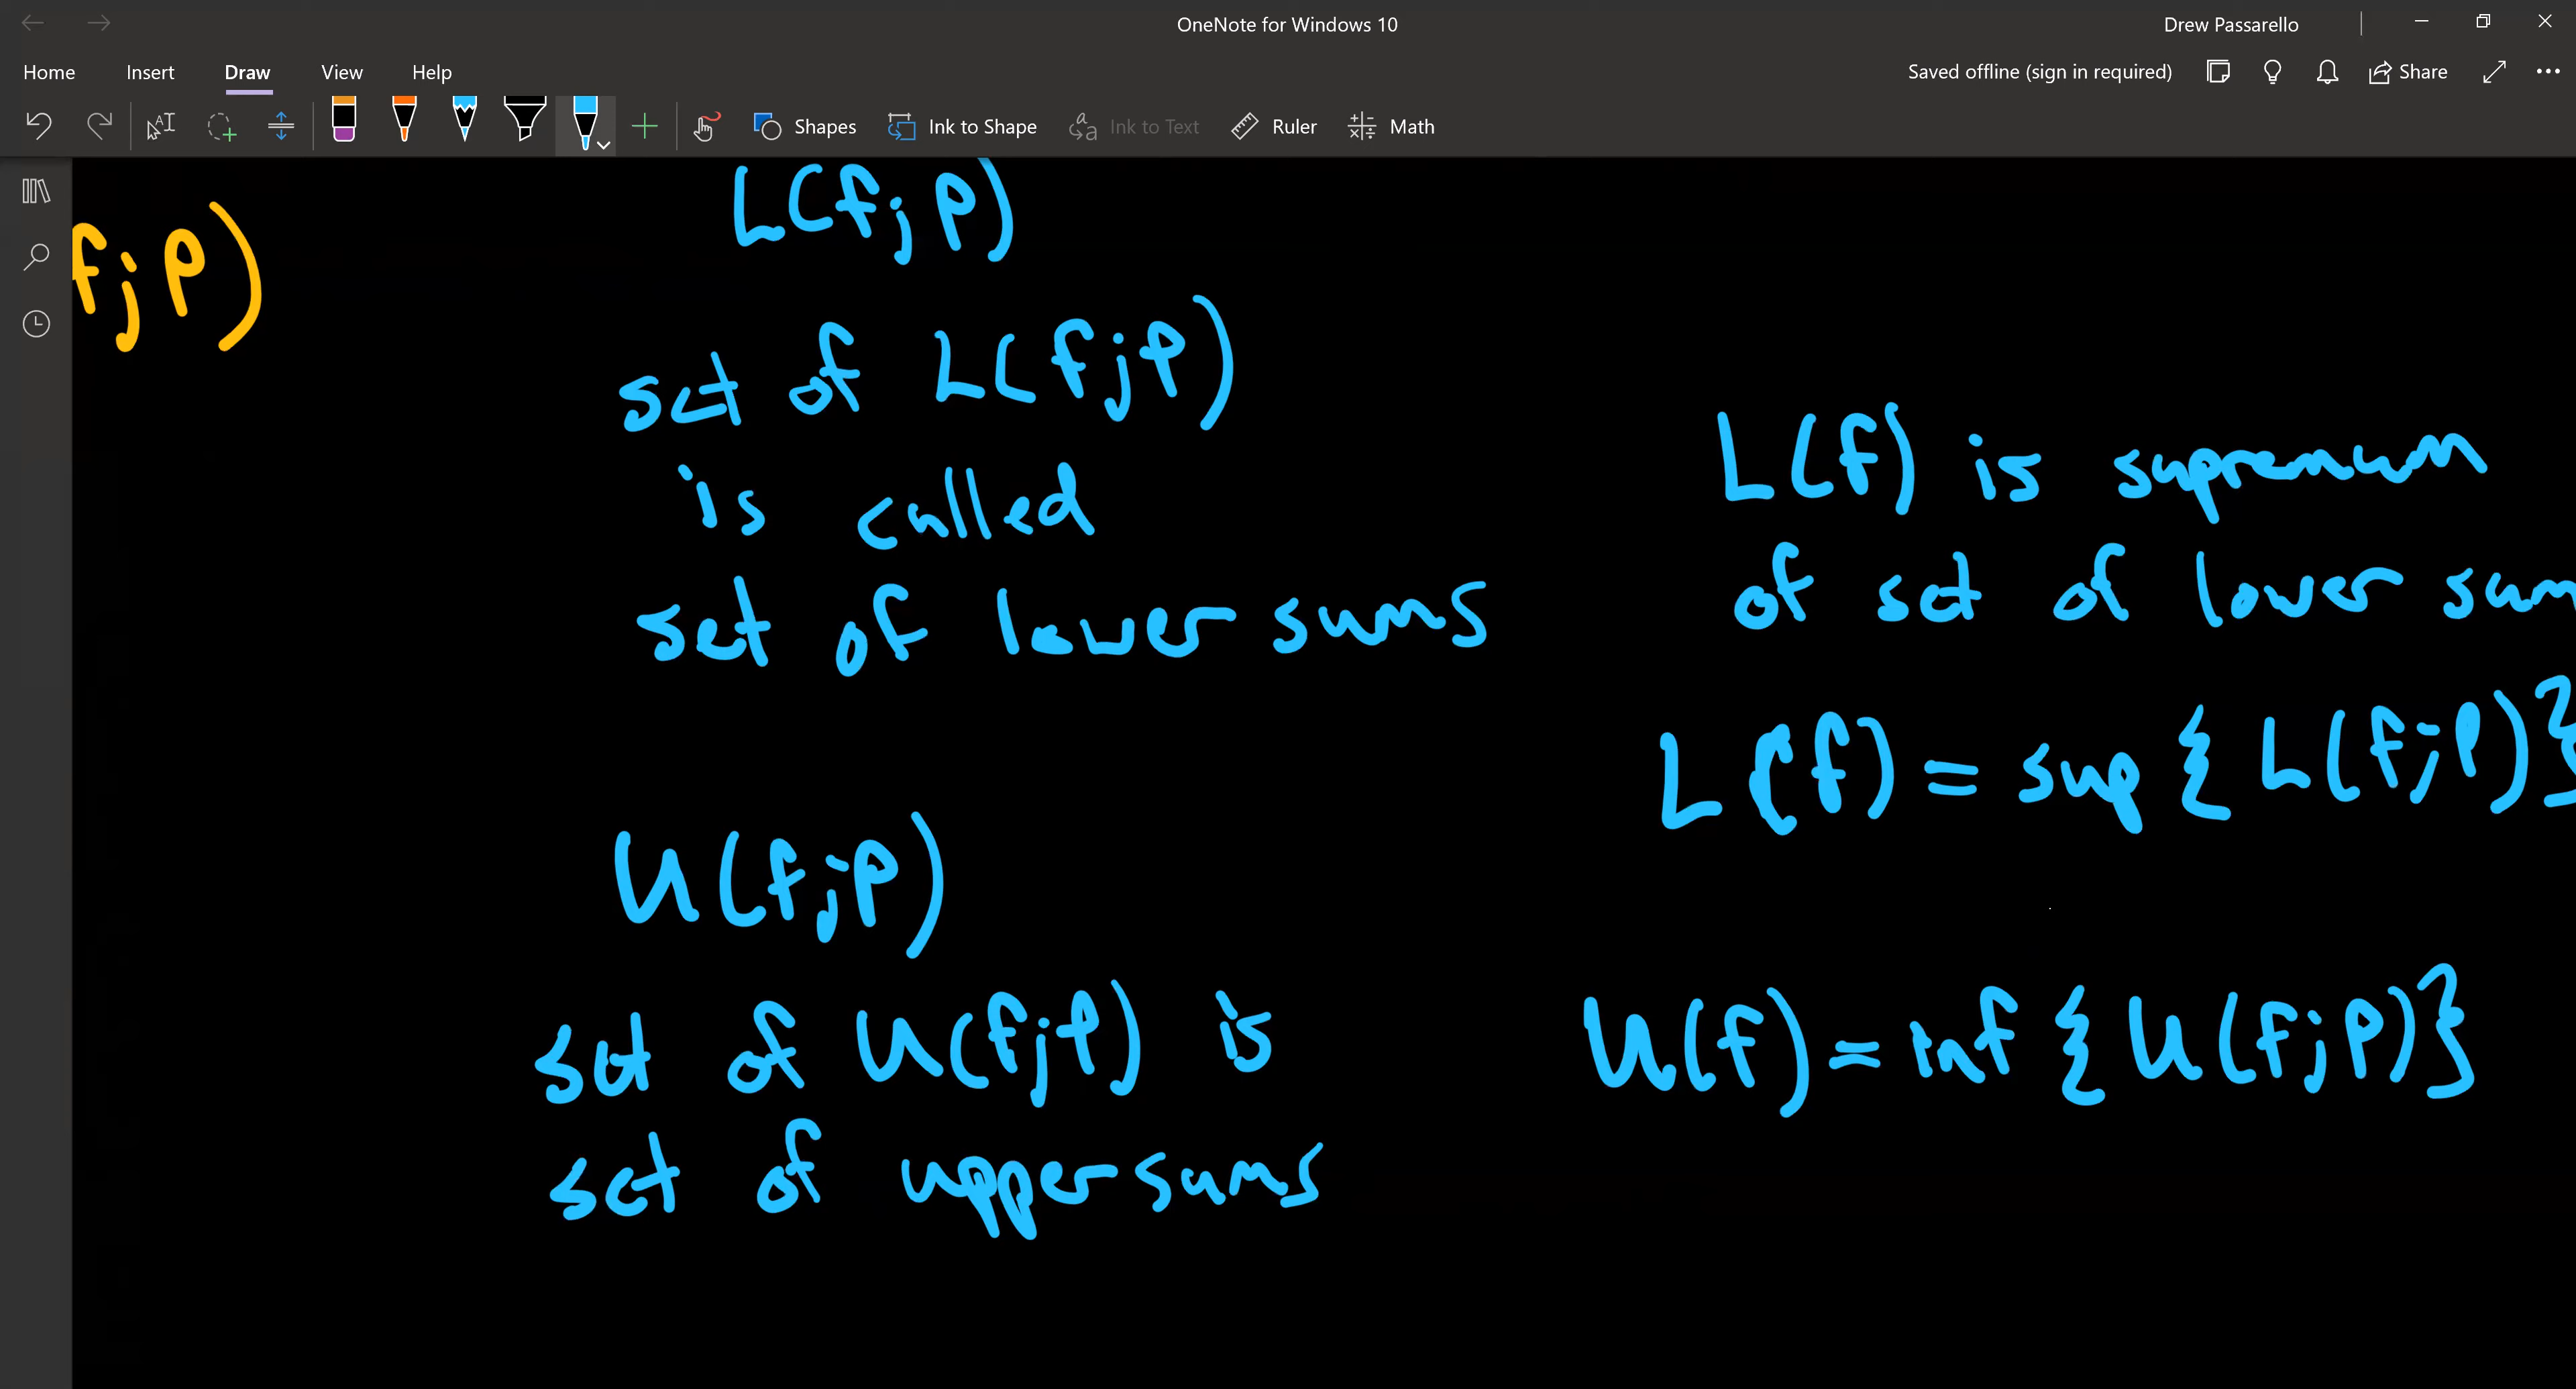 OneNote for Windows 10
Drew Passarello
Home Insert Draw View Help
Saved offline (sign in required) Share
Shapes Ink to Shape Ink to Text Ruler Math
L(f;P)
f;P)
set of L(f;P)
is called
set of lower sums
L(f) is supremum
of set of lower sum
L(f) = sup { L(f;P) }
U(f;P)
set of U(f;P) is
set of upper sums
U(f) = inf { U(f;P) }